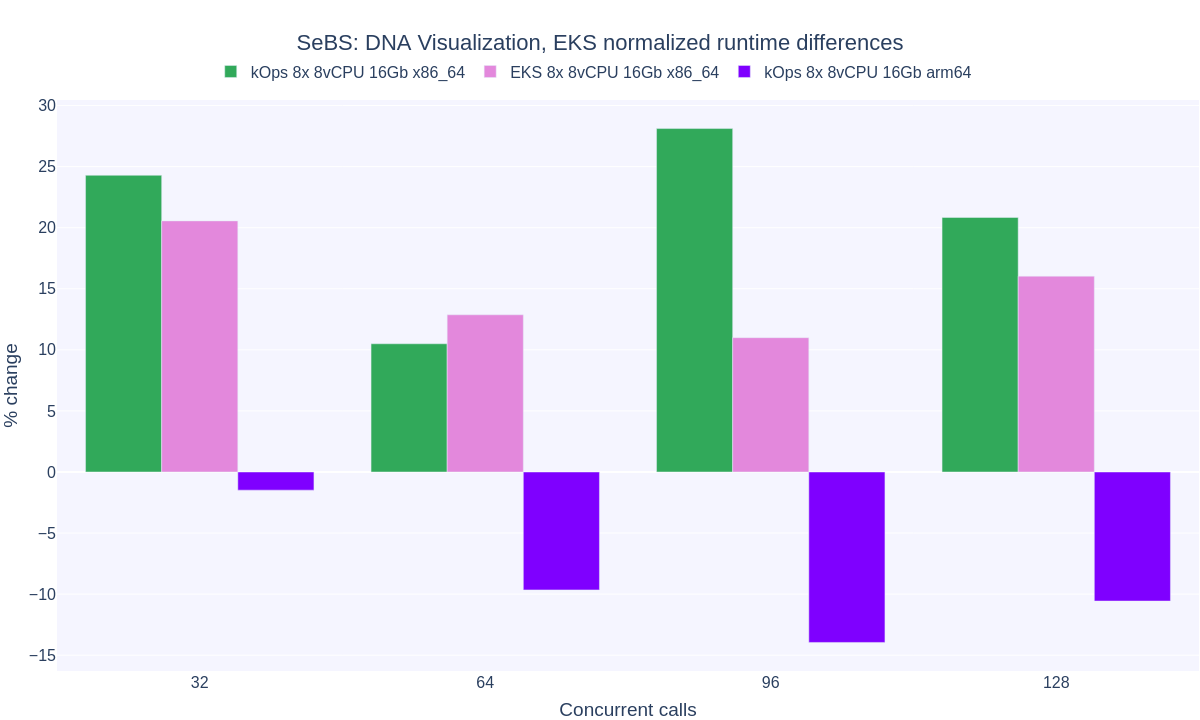 SeBS: DNA Visualization, EKS normalized runtime differences
kOps 8x 8vCPU 16Gb x86_64 EKS 8x 8vCPU 16Gb x86_64 kOps 8x 8vCPU 16Gb arm64
30
25
20
15
10
5
0
−5
−10
−15
% change
32 64 96 128
Concurrent calls